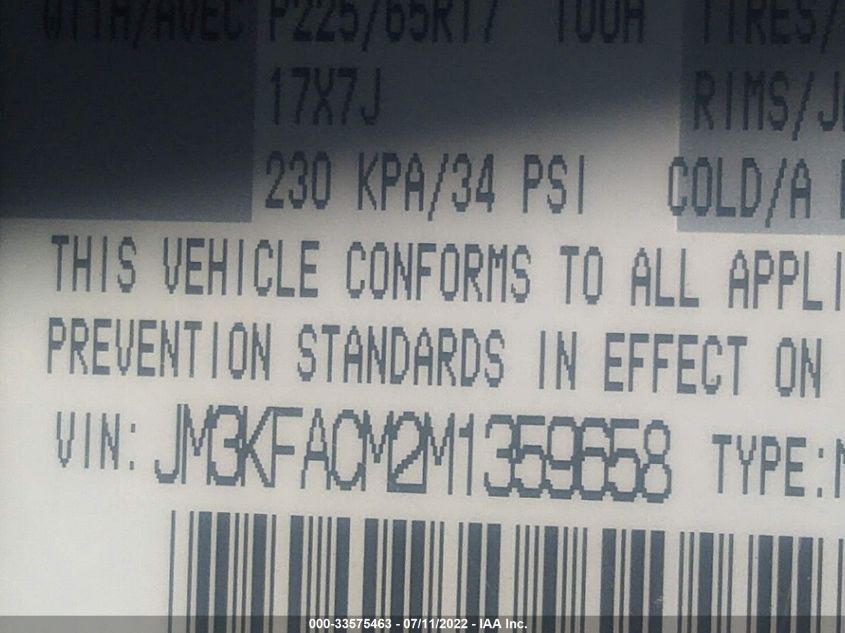 WITH/AVEC P225/65R17 100H TIRES/
17X7J RIMS/J
230 KPA/34 PSI COLD/A
THIS VEHICLE CONFORMS TO ALL APPLI
PREVENTION STANDARDS IN EFFECT ON
VIN: JM3KFACM2M1359658 TYPE:
000-33575463 - 07/11/2022 - IAA Inc.